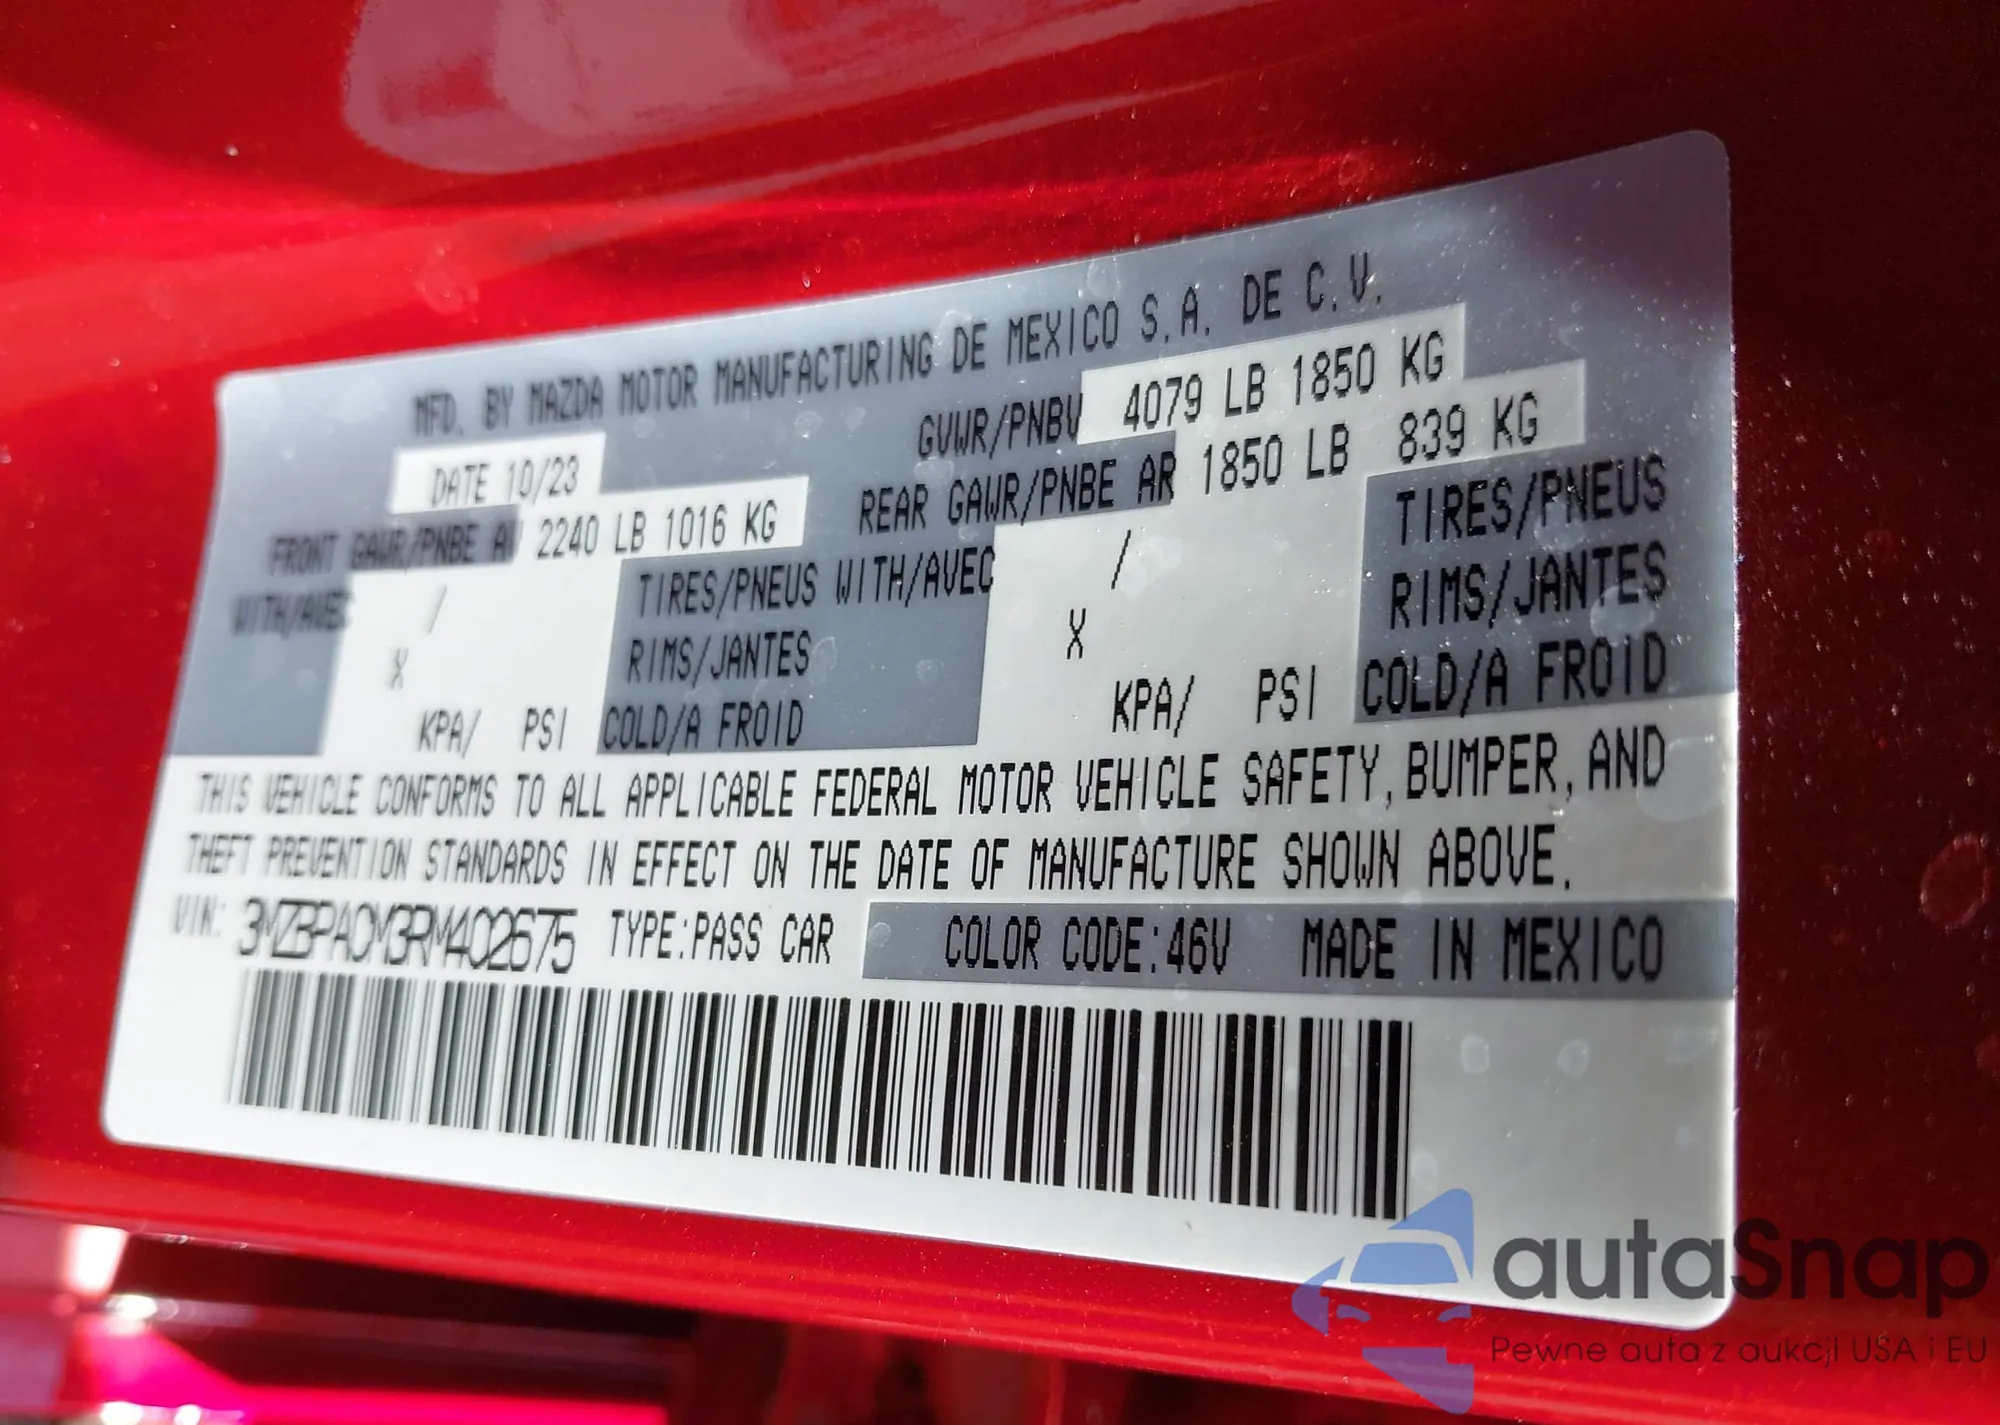 MFD. BY MAZDA MOTOR MANUFACTURING DE MEXICO S.A. DE C.V.
DATE 10/23 GVWR/PNBV 4079 LB 1850 KG
FRONT GAWR/PNBE AV 2240 LB 1016 KG REAR GAWR/PNBE AR 1850 LB 839 KG
WITH/AVEC / TIRES/PNEUS WITH/AVEC / TIRES/PNEUS
X RIMS/JANTES X RIMS/JANTES
KPA/ PSI COLD/A FROID KPA/ PSI COLD/A FROID
THIS VEHICLE CONFORMS TO ALL APPLICABLE FEDERAL MOTOR VEHICLE SAFETY, BUMPER, AND
THEFT PREVENTION STANDARDS IN EFFECT ON THE DATE OF MANUFACTURE SHOWN ABOVE.
VIN: 3MZBPACM3RM402675 TYPE:PASS CAR COLOR CODE:46V MADE IN MEXICO
autaSnap
Pewne auta z aukcji USA i EU